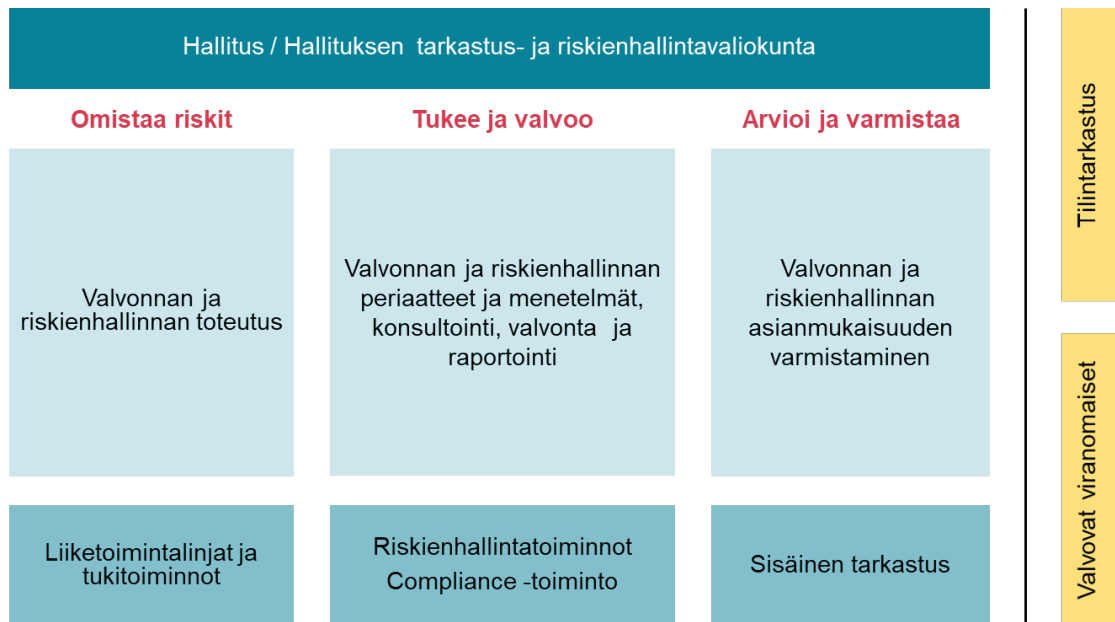 Hallitus / Hallituksen tarkastus- ja riskienhallintavaliokunta
Omistaa riskit
Tukee ja valvoo
Arvioi ja varmistaa
Valvonnan ja
riskienhallinnan toteutus
Valvonnan ja riskienhallinnan
periaatteet ja menetelmät,
konsultointi, valvonta ja
raportointi
Valvonnan ja
riskienhallinnan
asianmukaisuuden
varmistaminen
Liiketoimintalinjat ja
tukitoiminnot
Riskienhallintatoiminnot
Compliance -toiminto
Sisäinen tarkastus
Tilintarkastus
Valvovat viranomaiset